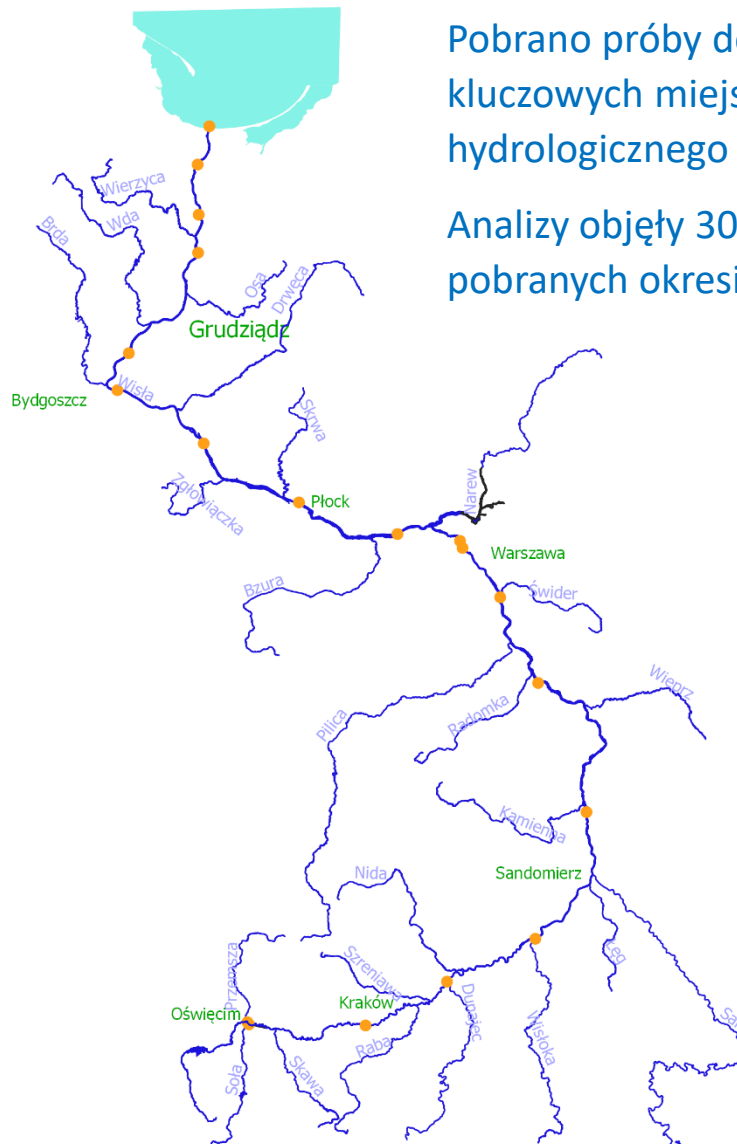 Pobrano próby d
kluczowych miejs
hydrologicznego
Analizy objęły 30
pobranych okresi
Wierzyca
Wda
Brda
Osa
Drwęca
Grudziądz
Wisła
Bydgoszcz
Skrwa
Zgłowiączka
Płock
Narew
Warszawa
Bzura
Świder
Wieprz
Pilica
Radomka
Kamienna
Nida
Sandomierz
Łęg
Przemsza
Szreniawa
Kraków
Oświęcim
Dunajec
Wisłoka
Sa
Raba
Soła
Skawa